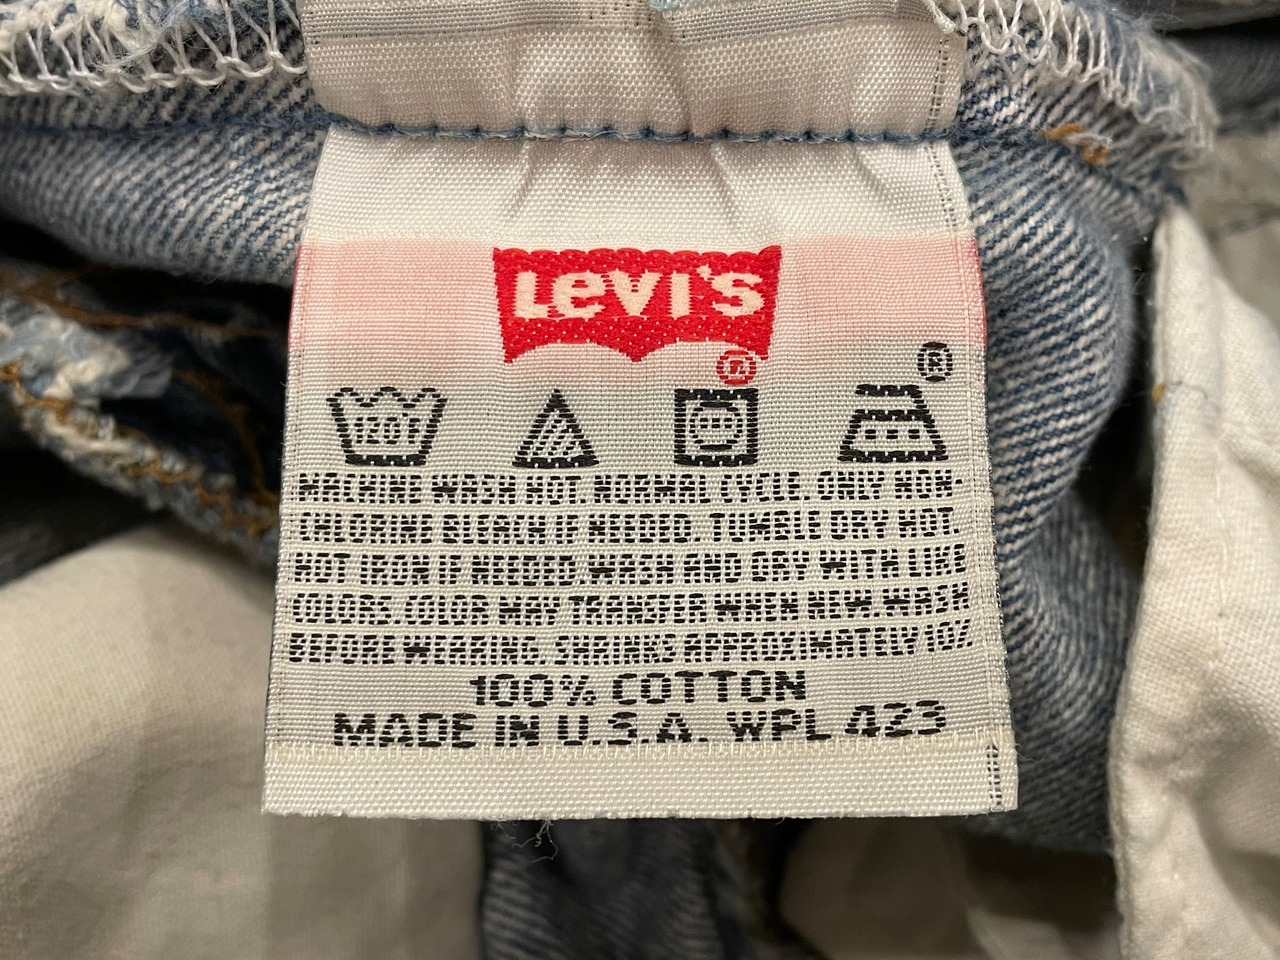 Levi's
®
®
120F
MACHINE WASH HOT. NORMAL CYCLE. ONLY NON-
CHLORINE BLEACH IF NEEDED. TUMBLE DRY HOT.
HOT IRON IF NEEDED. WASH AND DRY WITH LIKE
COLORS. COLOR MAY TRANSFER WHEN NEW. WASH
BEFORE WEARING. SHRINKS APPROXIMATELY 10%
100% COTTON
MADE IN U.S.A. WPL 423